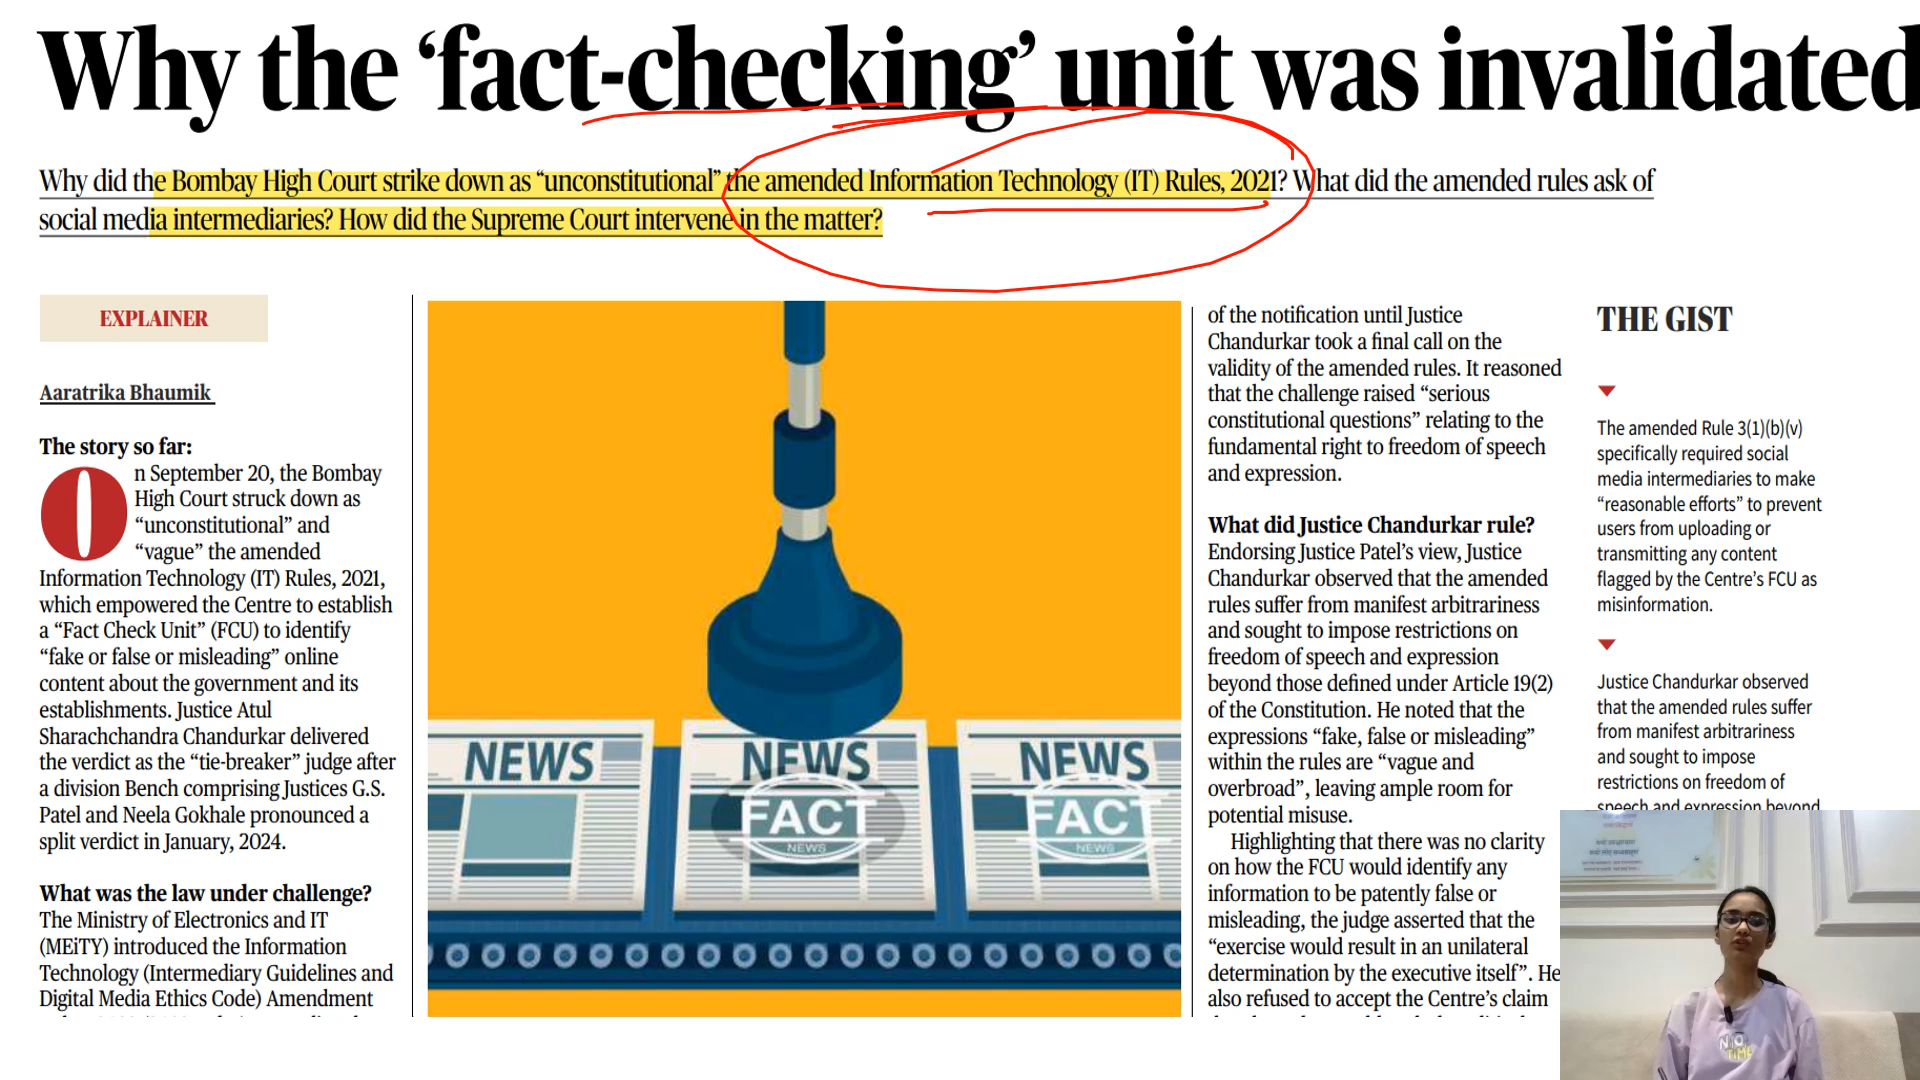 Why the ‘fact-checking’ unit was invalidated
Why did the Bombay High Court strike down as “unconstitutional” the amended Information Technology (IT) Rules, 2021? What did the amended rules ask of
social media intermediaries? How did the Supreme Court intervene in the matter?
EXPLAINER
Aaratrika Bhaumik
The story so far:
On September 20, the Bombay
High Court struck down as
“unconstitutional” and
“vague” the amended
Information Technology (IT) Rules, 2021,
which empowered the Centre to establish
a “Fact Check Unit” (FCU) to identify
“fake or false or misleading” online
content about the government and its
establishments. Justice Atul
Sharachchandra Chandurkar delivered
the verdict as the “tie-breaker” judge after
a division Bench comprising Justices G.S.
Patel and Neela Gokhale pronounced a
split verdict in January, 2024.
What was the law under challenge?
The Ministry of Electronics and IT
(MEiTY) introduced the Information
Technology (Intermediary Guidelines and
Digital Media Ethics Code) Amendment
NEWS
NEWS
FACT
NEWS
NEWS
FACT
NEWS
of the notification until Justice
Chandurkar took a final call on the
validity of the amended rules. It reasoned
that the challenge raised “serious
constitutional questions” relating to the
fundamental right to freedom of speech
and expression.
What did Justice Chandurkar rule?
Endorsing Justice Patel’s view, Justice
Chandurkar observed that the amended
rules suffer from manifest arbitrariness
and sought to impose restrictions on
freedom of speech and expression
beyond those defined under Article 19(2)
of the Constitution. He noted that the
expressions “fake, false or misleading”
within the rules are “vague and
overbroad”, leaving ample room for
potential misuse.
Highlighting that there was no clarity
on how the FCU would identify any
information to be patently false or
misleading, the judge asserted that the
“exercise would result in an unilateral
determination by the executive itself”. He
also refused to accept the Centre’s claim
THE GIST
The amended Rule 3(1)(b)(v)
specifically required social
media intermediaries to make
“reasonable efforts” to prevent
users from uploading or
transmitting any content
flagged by the Centre’s FCU as
misinformation.
Justice Chandurkar observed
that the amended rules suffer
from manifest arbitrariness
and sought to impose
restrictions on freedom of
speech and expression beyond
TIME